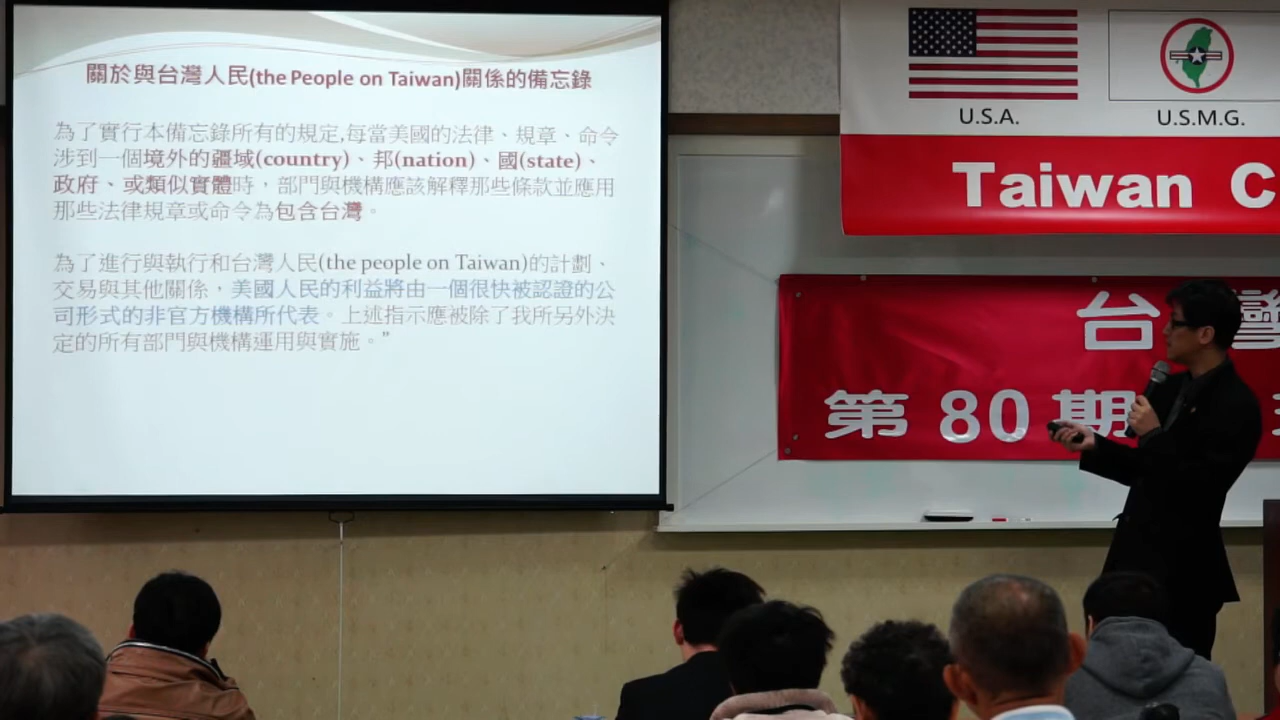 關於與台灣人民(the People on Taiwan)關係的備忘錄
為了實行本備忘錄所有的規定,每當美國的法律、規章、命令
涉到一個境外的疆域(country)、邦(nation)、國(state)、
政府、或類似實體時，部門與機構應該解釋那些條款並應用
那些法律規章或命令為包含台灣。
為了進行與執行和台灣人民(the people on Taiwan)的計劃、
交易與其他關係，美國人民的利益將由一個很快被認證的公
司形式的非官方機構所代表。上述指示應被除了我所另外決
定的所有部門與機構運用與實施。”
U.S.A.
U.S.M.G.
Taiwan C
台灣
第 80 期